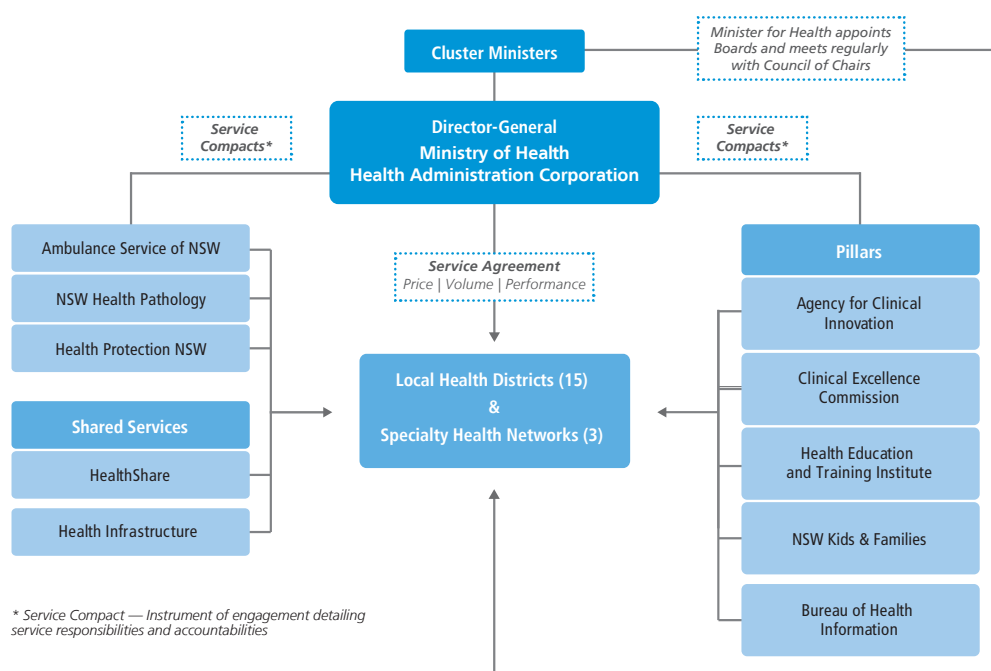 Cluster Ministers
Minister for Health appoints
Boards and meets regularly
with Council of Chairs
Service
Compacts*
Director-General
Ministry of Health
Health Administration Corporation
Service
Compacts*
Ambulance Service of NSW
NSW Health Pathology
Health Protection NSW
Shared Services
HealthShare
Health Infrastructure
Service Agreement
Price | Volume | Performance
Local Health Districts (15)
&
Specialty Health Networks (3)
Pillars
Agency for Clinical
Innovation
Clinical Excellence
Commission
Health Education
and Training Institute
NSW Kids & Families
Bureau of Health
Information
* Service Compact — Instrument of engagement detailing
service responsibilities and accountabilities